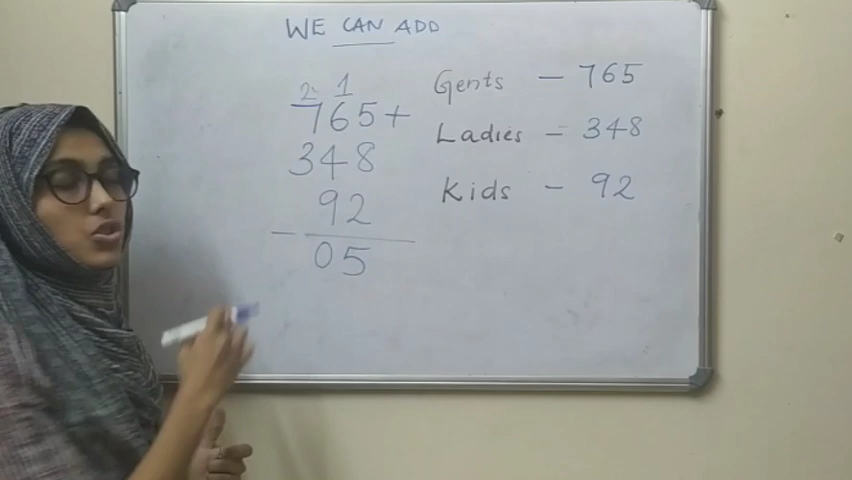 WE CAN ADD
2 1
765+
348
92
05
Gents - 765
Ladies - 348
Kids - 92